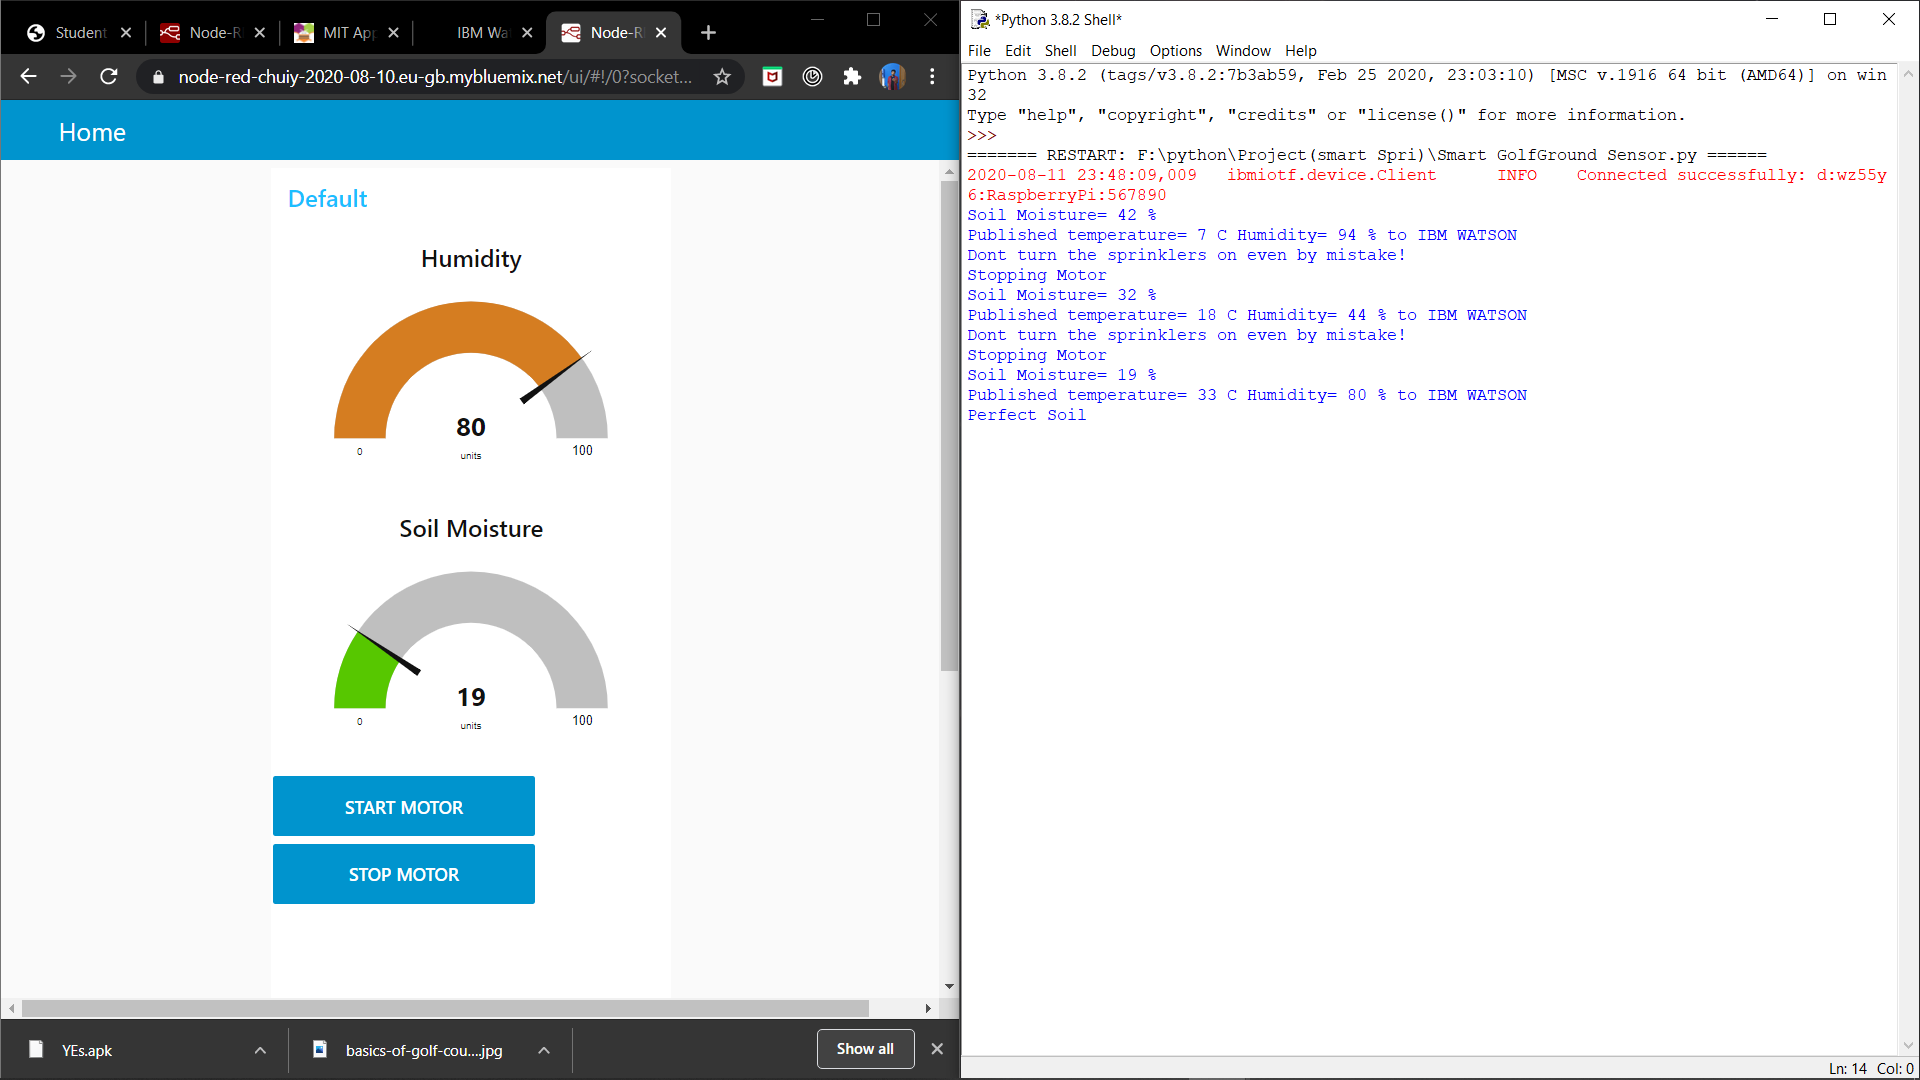 Student
Node-R
MIT Ap
IBM Wa
Node-R
node-red-chuiy-2020-08-10.eu-gb.mybluemix.net/ui/#!/0?socket...
Home
Default
Humidity
80
units
0
100
Soil Moisture
19
units
0
100
START MOTOR
STOP MOTOR
YEs.apk
basics-of-golf-cou....jpg
Show all
*Python 3.8.2 Shell*
File Edit Shell Debug Options Window Help
Python 3.8.2 (tags/v3.8.2:7b3ab59, Feb 25 2020, 23:03:10) [MSC v.1916 64 bit (AMD64)] on win
32
Type "help", "copyright", "credits" or "license()" for more information.
>>>
======= RESTART: F:\python\Project(smart Spri)\Smart GolfGround Sensor.py ======
2020-08-11 23:48:09,009   ibmiotf.device.Client      INFO    Connected successfully: d:wz55y
6:RaspberryPi:567890
Soil Moisture= 42 %
Published temperature= 7 C Humidity= 94 % to IBM WATSON
Dont turn the sprinklers on even by mistake!
Stopping Motor
Soil Moisture= 32 %
Published temperature= 18 C Humidity= 44 % to IBM WATSON
Dont turn the sprinklers on even by mistake!
Stopping Motor
Soil Moisture= 19 %
Published temperature= 33 C Humidity= 80 % to IBM WATSON
Perfect Soil
Ln: 14 Col: 0